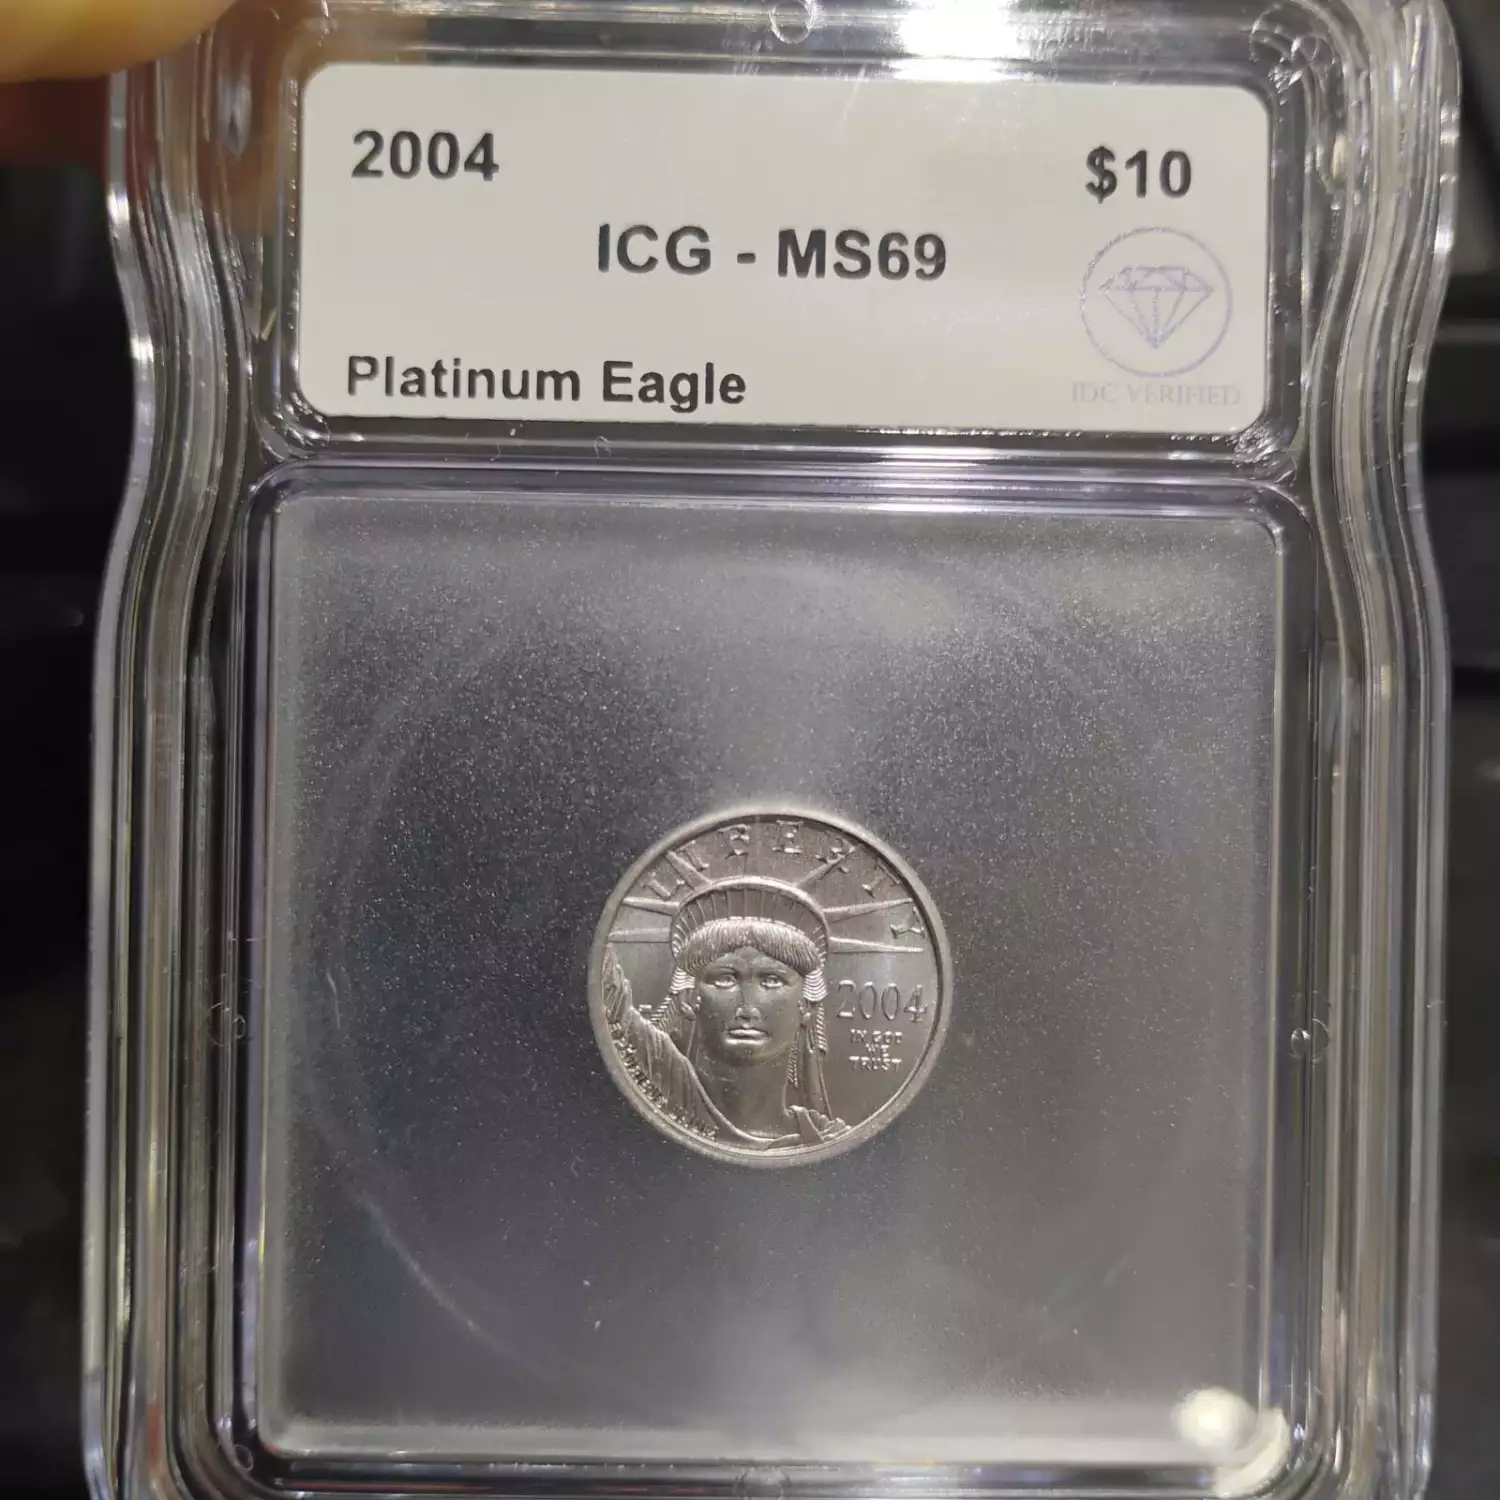 2004
$10
ICG - MS69
Platinum Eagle
IDC VERIFIED
LIBERTY
2004
IN GOD
WE
TRUST